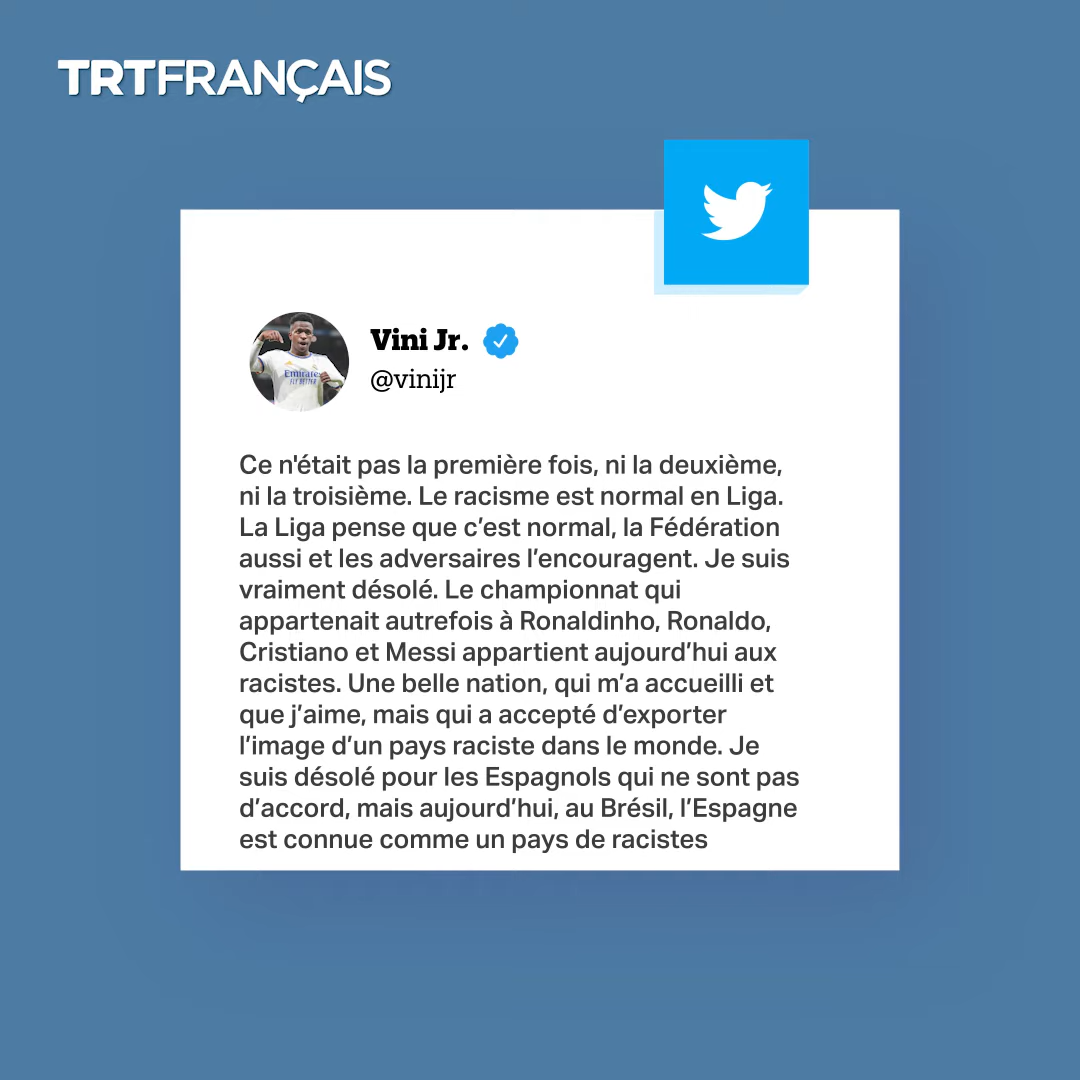 TRTFRANÇAIS
Vini Jr.
@vinijr
Emirates
FLY BETTER
Ce n'était pas la première fois, ni la deuxième,
ni la troisième. Le racisme est normal en Liga.
La Liga pense que c’est normal, la Fédération
aussi et les adversaires l’encouragent. Je suis
vraiment désolé. Le championnat qui
appartenait autrefois à Ronaldinho, Ronaldo,
Cristiano et Messi appartient aujourd’hui aux
racistes. Une belle nation, qui m’a accueilli et
que j’aime, mais qui a accepté d’exporter
l’image d’un pays raciste dans le monde. Je
suis désolé pour les Espagnols qui ne sont pas
d’accord, mais aujourd’hui, au Brésil, l’Espagne
est connue comme un pays de racistes